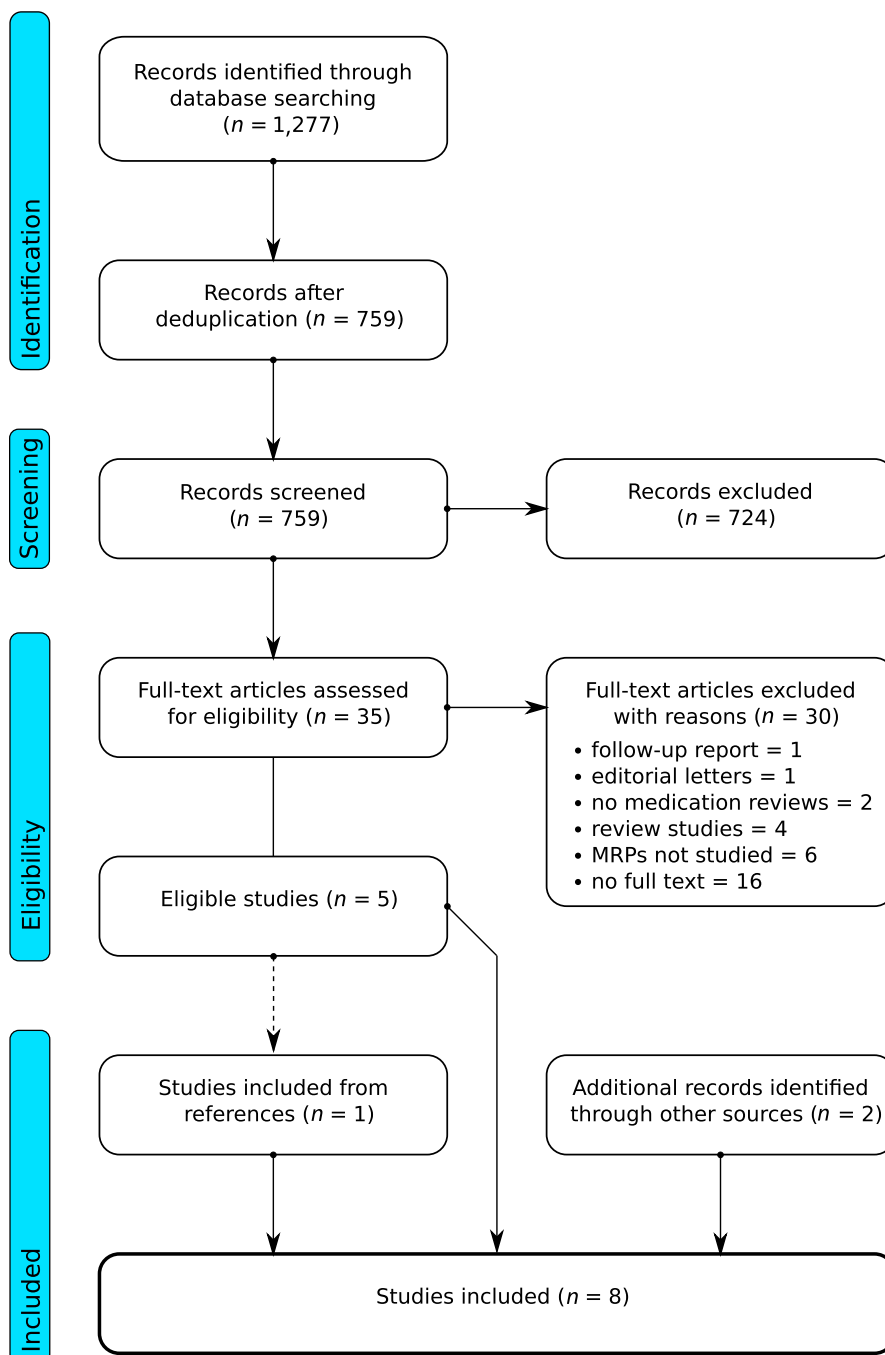 Identification
Records identified through
database searching
(n = 1,277)
Records after
deduplication (n = 759)
Screening
Records screened
(n = 759)
Records excluded
(n = 724)
Eligibility
Full-text articles assessed
for eligibility (n = 35)
Full-text articles excluded
with reasons (n = 30)
• follow-up report = 1
• editorial letters = 1
• no medication reviews = 2
• review studies = 4
• MRPs not studied = 6
• no full text = 16
Eligible studies (n = 5)
Included
Studies included from
references (n = 1)
Additional records identified
through other sources (n = 2)
Studies included (n = 8)